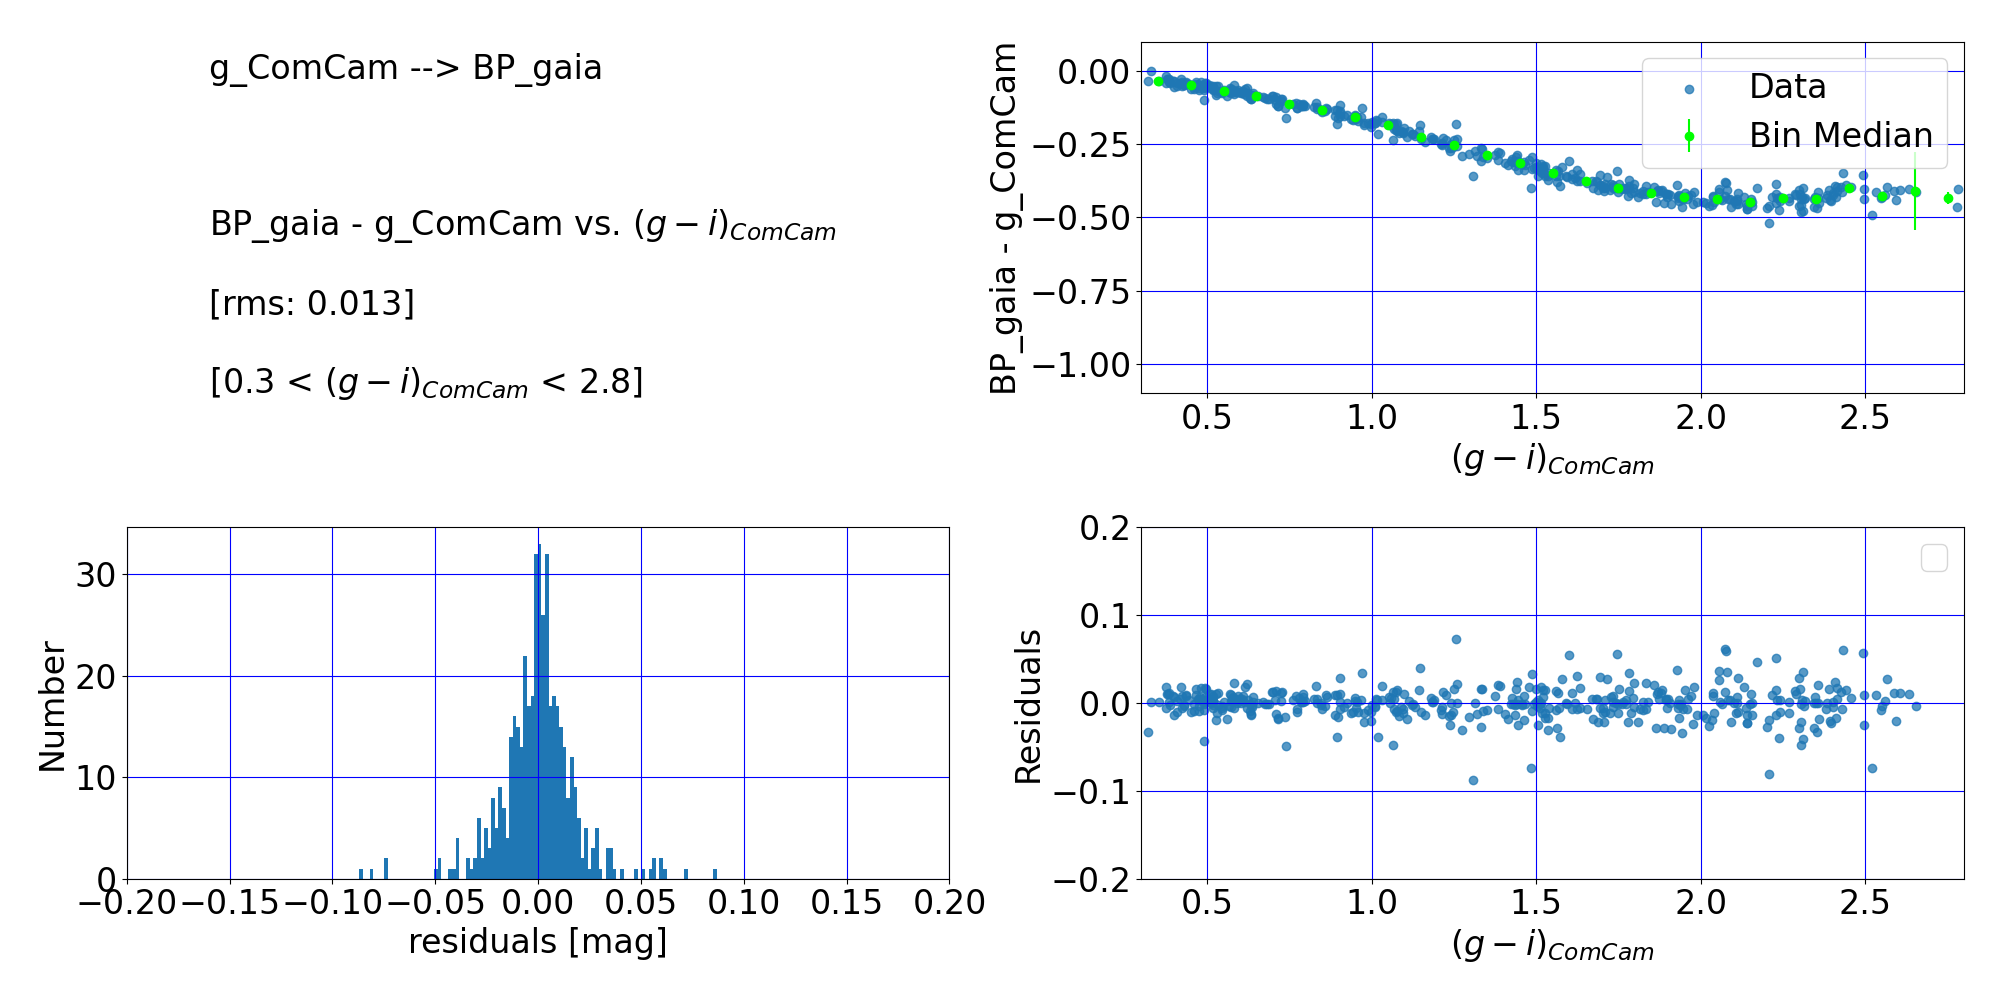 g_ComCam --> BP_gaia
BP_gaia - g_ComCam vs. (g − i)ComCam
[rms: 0.013]
[0.3 < (g − i)ComCam < 2.8]
BP_gaia - g_ComCam
0.00
−0.25
−0.50
−0.75
−1.00
Data
Bin Median
0.5 1.0 1.5 2.0 2.5
(g − i)ComCam
Number
30
20
10
0
−0.20 −0.15 −0.10 −0.05 0.00 0.05 0.10 0.15 0.20
residuals [mag]
Residuals
0.2
0.1
0.0
−0.1
−0.2
0.5 1.0 1.5 2.0 2.5
(g − i)ComCam